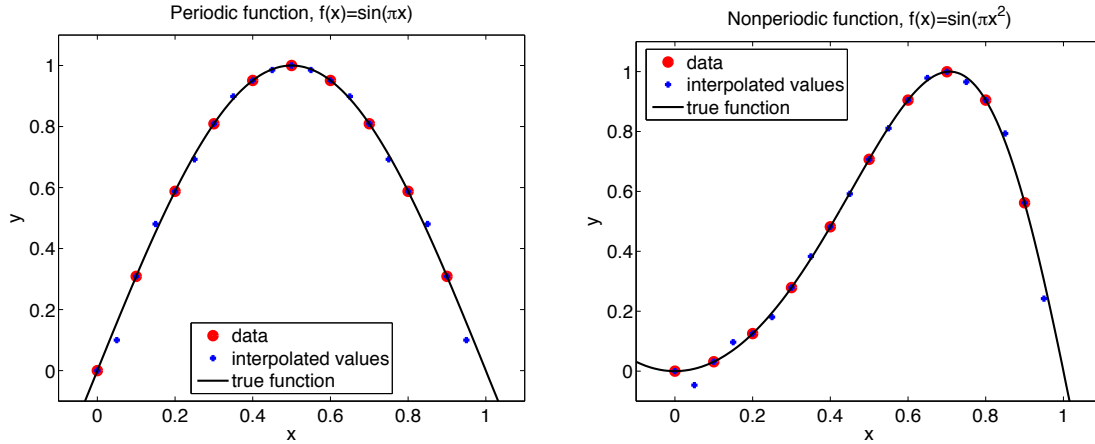 Periodic function, f(x)=sin(πx)
y
1
0.8
0.6
0.4
0.2
0
data
interpolated values
true function
0 0.2 0.4 0.6 0.8 1
x
Nonperiodic function, f(x)=sin(πx²)
y
1
0.8
0.6
0.4
0.2
0
data
interpolated values
true function
0 0.2 0.4 0.6 0.8 1
x